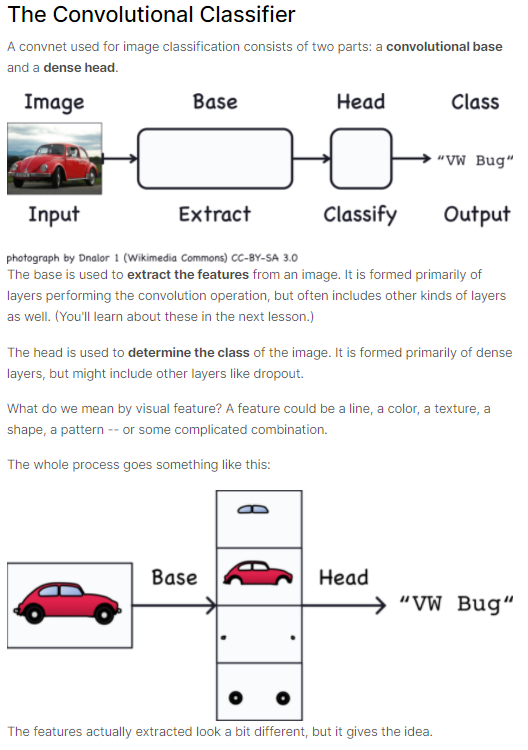 The Convolutional Classifier
A convnet used for image classification consists of two parts: a convolutional base
and a dense head.
Image Base Head Class
"VW Bug"
Input Extract Classify Output
photograph by Dnalor 1 (Wikimedia Commons) CC-BY-SA 3.0
The base is used to extract the features from an image. It is formed primarily of
layers performing the convolution operation, but often includes other kinds of layers
as well. (You'll learn about these in the next lesson.)
The head is used to determine the class of the image. It is formed primarily of dense
layers, but might include other layers like dropout.
What do we mean by visual feature? A feature could be a line, a color, a texture, a
shape, a pattern -- or some complicated combination.
The whole process goes something like this:
Base Head
"VW Bug"
The features actually extracted look a bit different, but it gives the idea.